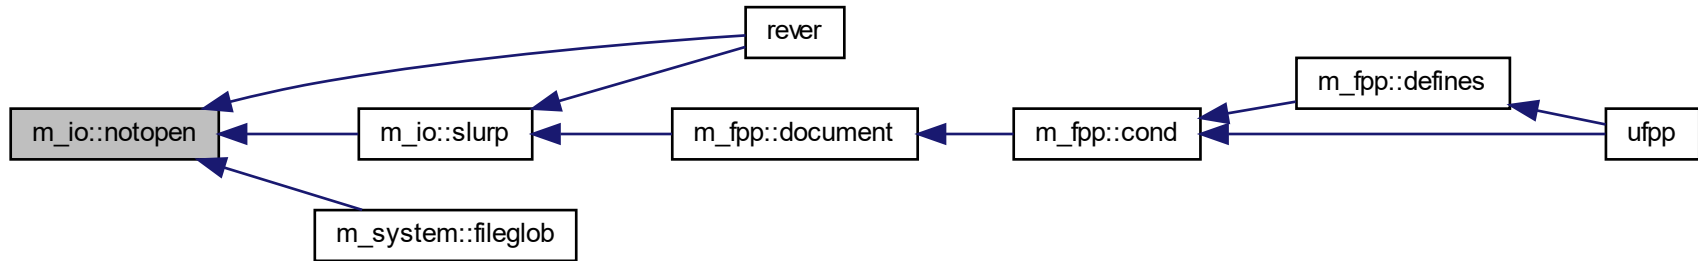 rever
m_fpp::defines
m_io::notopen
m_io::slurp
m_fpp::document
m_fpp::cond
ufpp
m_system::fileglob